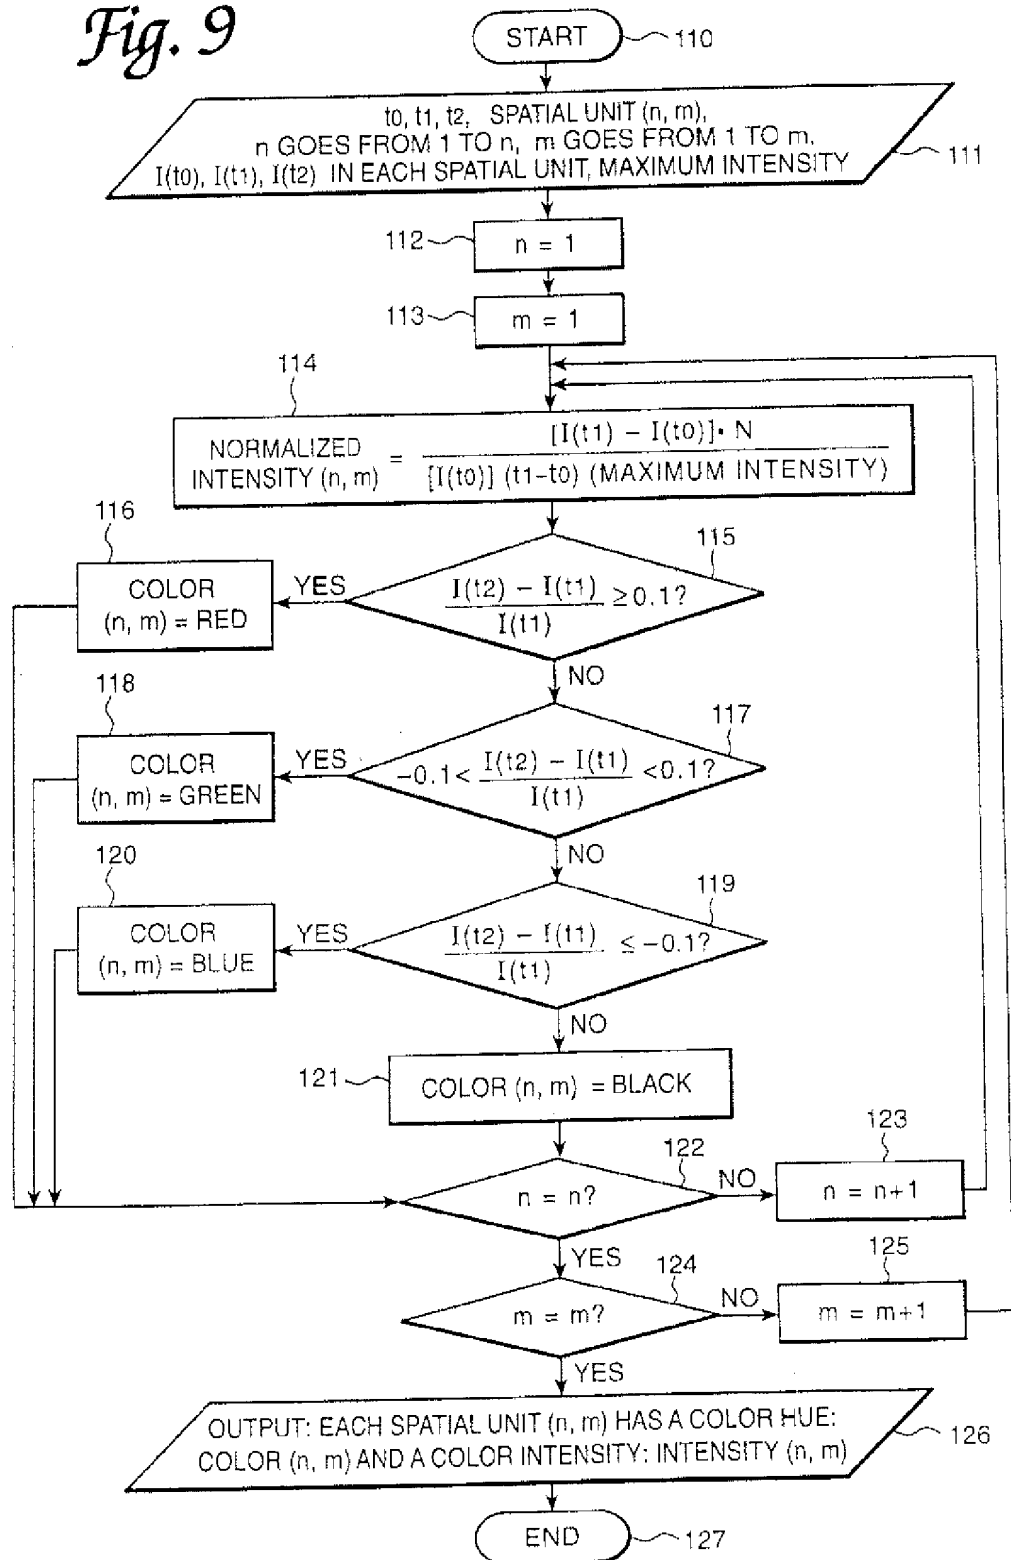 Fig. 9
START
110
t0, t1, t2, SPATIAL UNIT (n, m),
n GOES FROM 1 TO n, m GOES FROM 1 TO m,
I(t0), I(t1), I(t2) IN EACH SPATIAL UNIT, MAXIMUM INTENSITY
111
112
n = 1
113
m = 1
114
NORMALIZED
INTENSITY (n, m)
=
[I(t1) – I(t0)]• N
[I(t0)] (t1-t0) (MAXIMUM INTENSITY)
115
I(t2) – I(t1)
I(t1)
≥0.1?
YES
116
COLOR
(n, m) = RED
NO
117
-0.1< I(t2) – I(t1) <0.1?
I(t1)
YES
118
COLOR
(n, m) = GREEN
NO
119
I(t2) – I(t1)
I(t1)
≤ -0.1?
YES
120
COLOR
(n, m) = BLUE
NO
121
COLOR (n, m) = BLACK
122
n = n?
NO
123
n = n+1
YES
124
m = m?
NO
125
m = m+1
YES
OUTPUT: EACH SPATIAL UNIT (n, m) HAS A COLOR HUE:
COLOR (n, m) AND A COLOR INTENSITY: INTENSITY (n, m)
126
END
127